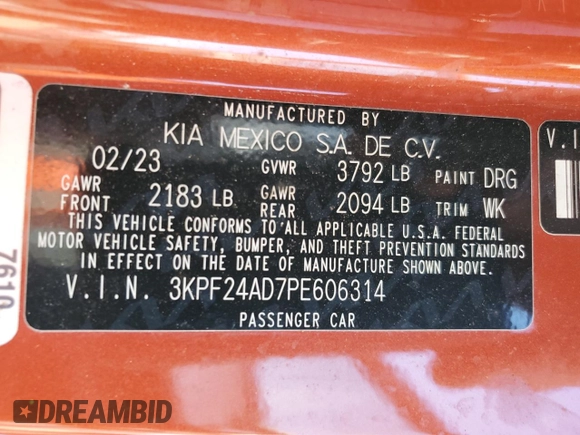 MANUFACTURED BY
KIA MEXICO S.A. DE C.V.
02/23 GVWR 3792 LB PAINT DRG
GAWR FRONT 2183 LB GAWR REAR 2094 LB TRIM WK
THIS VEHICLE CONFORMS TO ALL APPLICABLE U.S.A. FEDERAL
MOTOR VEHICLE SAFETY, BUMPER, AND THEFT PREVENTION STANDARDS
IN EFFECT ON THE DATE OF MANUFACTURE SHOWN ABOVE.
V.I.N. 3KPF24AD7PE606314
PASSENGER CAR
V.I
7610
DREAMBID